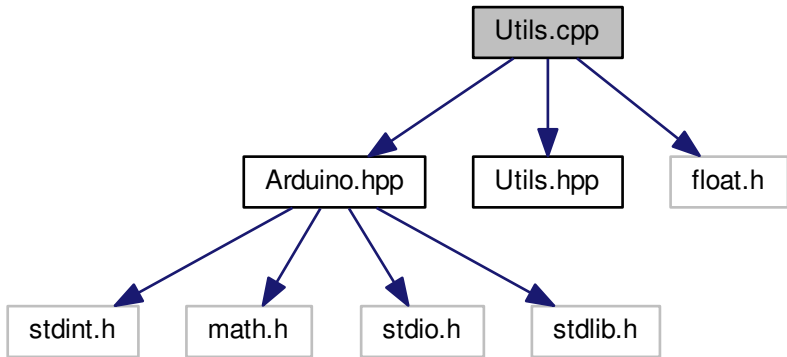 Utils.cpp
Arduino.hpp
Utils.hpp
float.h
stdint.h
math.h
stdio.h
stdlib.h